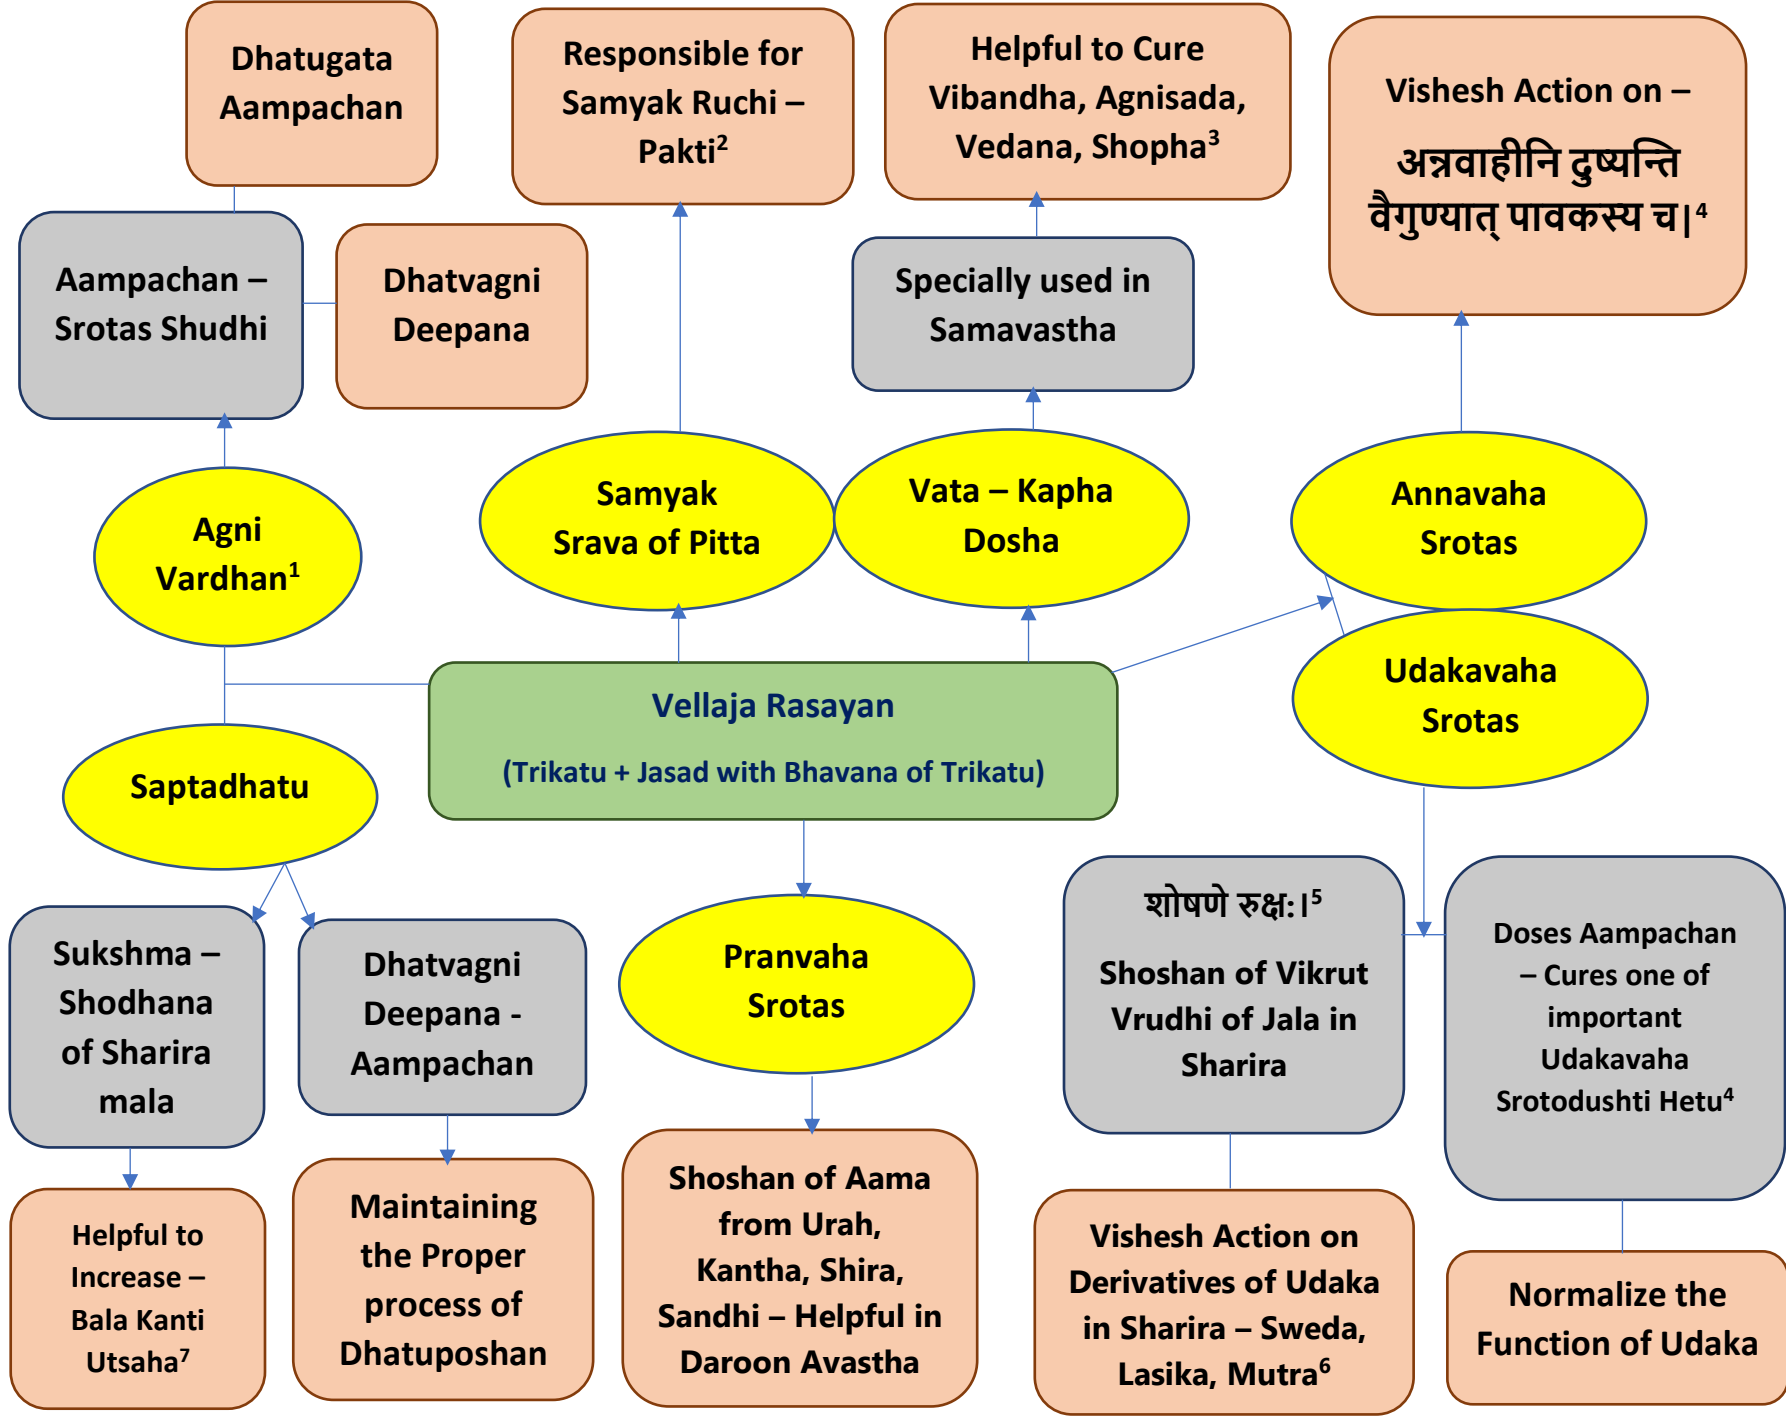 Dhatugata
Aampachan
Responsible for
Samyak Ruchi –
Pakti2
Helpful to Cure
Vibandha, Agnisada,
Vedana, Shopha3
Vishesh Action on –
अन्नवाहीनि दुष्यन्ति
वैगुण्यात् पावकस्य च|4
Aampachan –
Srotas Shudhi
Dhatvagni
Deepana
Specially used in
Samavastha
Agni
Vardhan1
Samyak
Srava of Pitta
Vata – Kapha
Dosha
Annavaha
Srotas
Udakavaha
Srotas
Vellaja Rasayan
(Trikatu + Jasad with Bhavana of Trikatu)
Saptadhatu
Sukshma –
Shodhana
of Sharira
mala
Dhatvagni
Deepana -
Aampachan
Pranvaha
Srotas
शोषणे रुक्ष:।5
Shoshan of Vikrut
Vrudhi of Jala in
Sharira
Doses Aampachan
– Cures one of
important
Udakavaha
Srotodushti Hetu4
Helpful to
Increase –
Bala Kanti
Utsaha7
Maintaining
the Proper
process of
Dhatuposhan
Shoshan of Aama
from Urah,
Kantha, Shira,
Sandhi – Helpful in
Daroon Avastha
Vishesh Action on
Derivatives of Udaka
in Sharira – Sweda,
Lasika, Mutra6
Normalize the
Function of Udaka